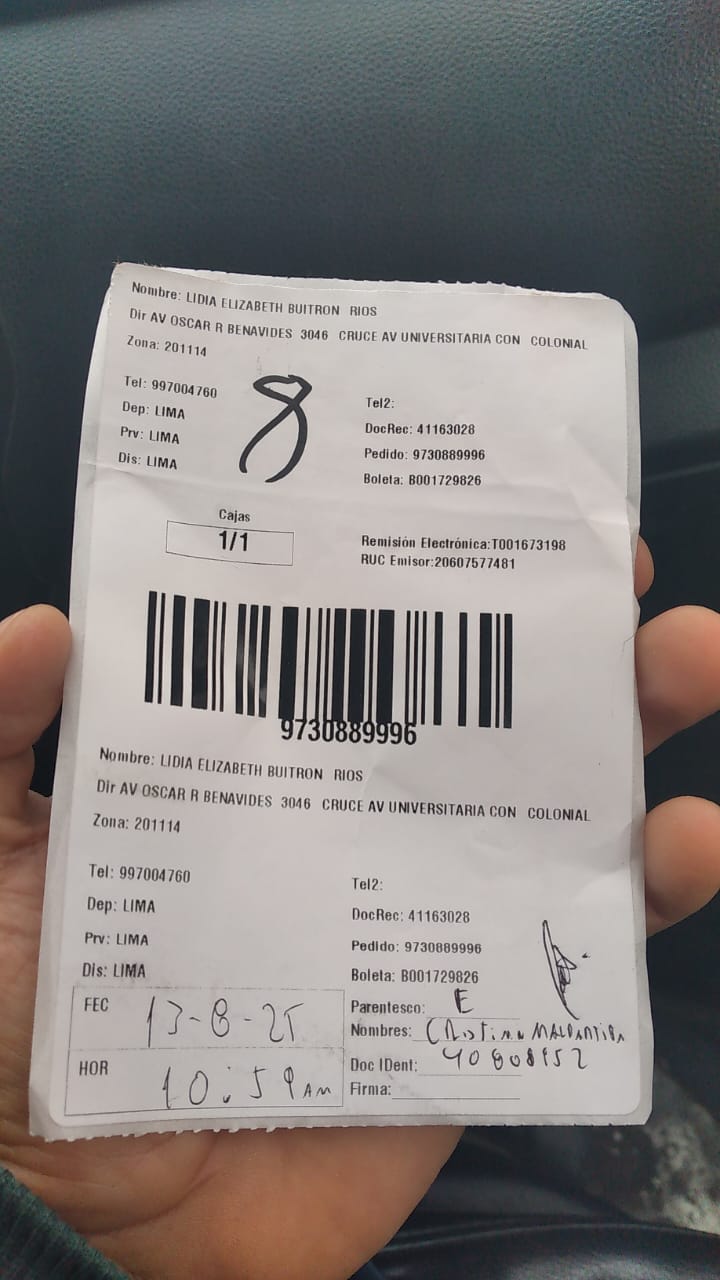 Nombre: LIDIA ELIZABETH BUITRON RIOS
Dir AV OSCAR R BENAVIDES 3046 CRUCE AV UNIVERSITARIA CON COLONIAL
Zona: 201114
8
Tel: 997004760
Tel2:
Dep: LIMA
DocRec: 41163028
Prv: LIMA
Pedido: 9730889996
Dis: LIMA
Boleta: B001729826
Cajas
1/1
Remisión Electrónica:T001673198
RUC Emisor:20607577481
9730889996
Nombre: LIDIA ELIZABETH BUITRON RIOS
Dir AV OSCAR R BENAVIDES 3046 CRUCE AV UNIVERSITARIA CON COLONIAL
Zona: 201114
Tel: 997004760
Tel2:
Dep: LIMA
DocRec: 41163028
Prv: LIMA
Pedido: 9730889996
Dis: LIMA
Boleta: B001729826
FEC 13-8-25
Parentesco: E
Nombres:
HOR 10:59 AM
Doc IDent:
Firma: